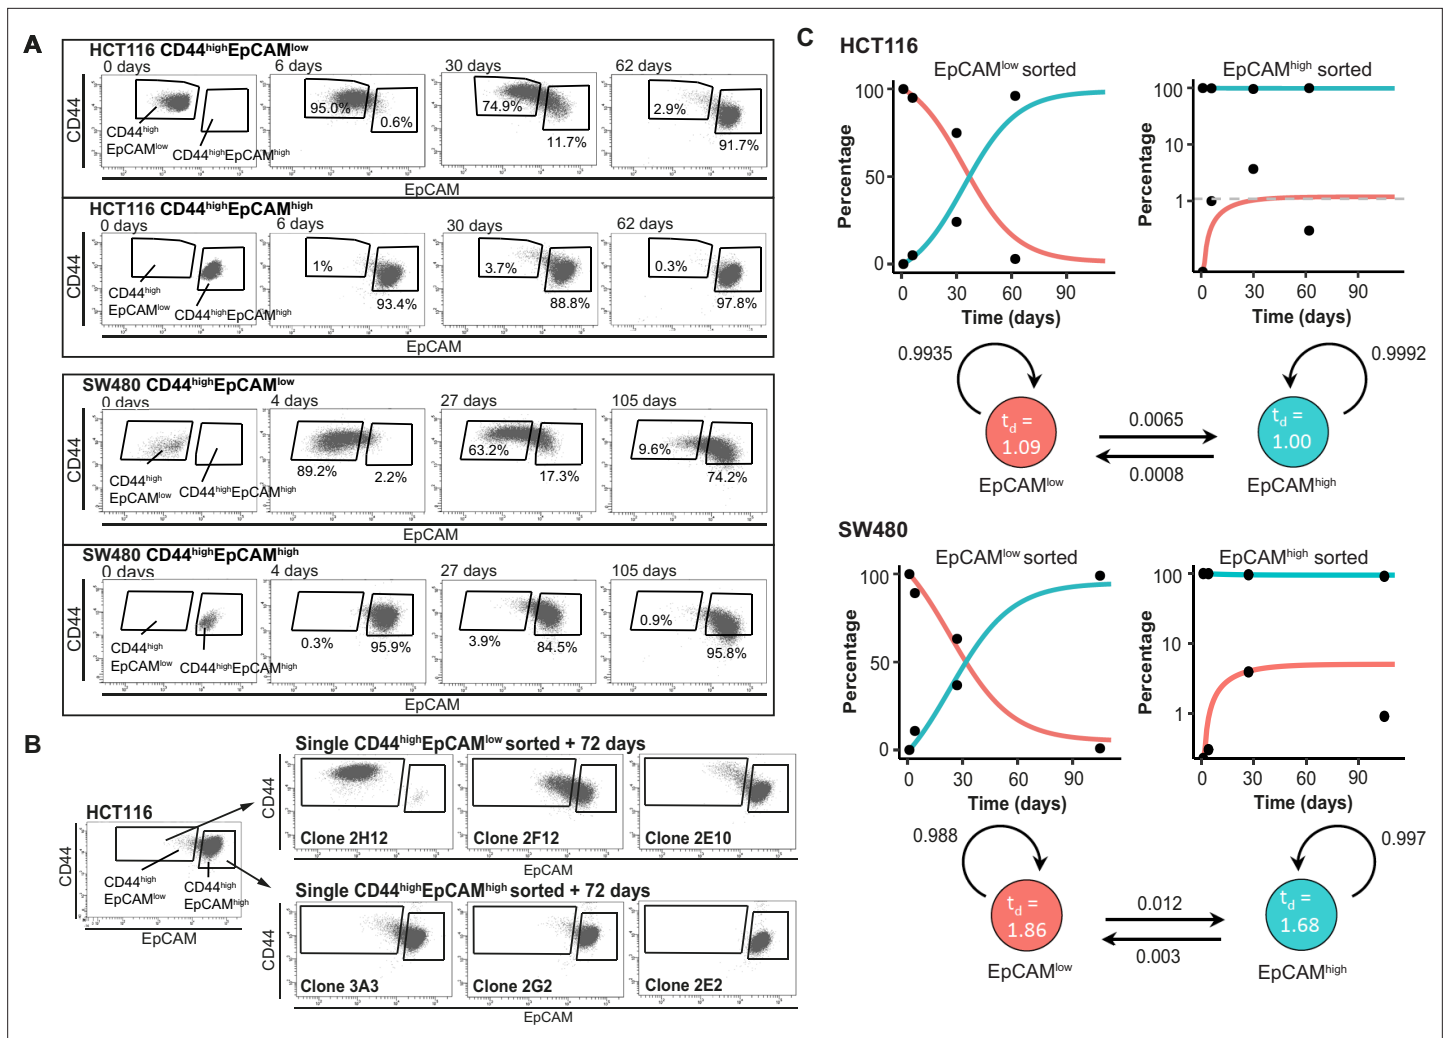 A
HCT116 CD44highEpCAMlow
0 days 6 days 30 days 62 days
CD44
95.0% 0.6% 74.9% 11.7% 2.9% 91.7%
CD44high EpCAMlow
CD44highEpCAMhigh
EpCAM
HCT116 CD44highEpCAMhigh
0 days 6 days 30 days 62 days
CD44
1% 93.4% 3.7% 88.8% 0.3% 97.8%
CD44high EpCAMlow
CD44highEpCAMhigh
EpCAM
SW480 CD44highEpCAMlow
0 days 4 days 27 days 105 days
CD44
89.2% 2.2% 63.2% 17.3% 9.6% 74.2%
CD44high EpCAMlow
CD44highEpCAMhigh
EpCAM
SW480 CD44highEpCAMhigh
0 days 4 days 27 days 105 days
CD44
0.3% 95.9% 3.9% 84.5% 0.9% 95.8%
CD44high EpCAMlow
CD44highEpCAMhigh
EpCAM
B
HCT116
CD44
CD44high EpCAMlow
CD44high EpCAMhigh
EpCAM
Single CD44highEpCAMlow sorted + 72 days
CD44
Clone 2H12 Clone 2F12 Clone 2E10
EpCAM
Single CD44highEpCAMhigh sorted + 72 days
CD44
Clone 3A3 Clone 2G2 Clone 2E2
EpCAM
C
HCT116
EpCAMlow sorted
Percentage
100
50
0
0 30 60 90
Time (days)
EpCAMhigh sorted
Percentage
100
10
1
0 30 60 90
Time (days)
0.9935
td = 1.09
EpCAMlow
0.0065
0.0008
0.9992
td = 1.00
EpCAMhigh
SW480
EpCAMlow sorted
Percentage
100
50
0
0 30 60 90
Time (days)
EpCAMhigh sorted
Percentage
100
10
1
0 30 60 90
Time (days)
0.988
td = 1.86
EpCAMlow
0.012
0.003
0.997
td = 1.68
EpCAMhigh